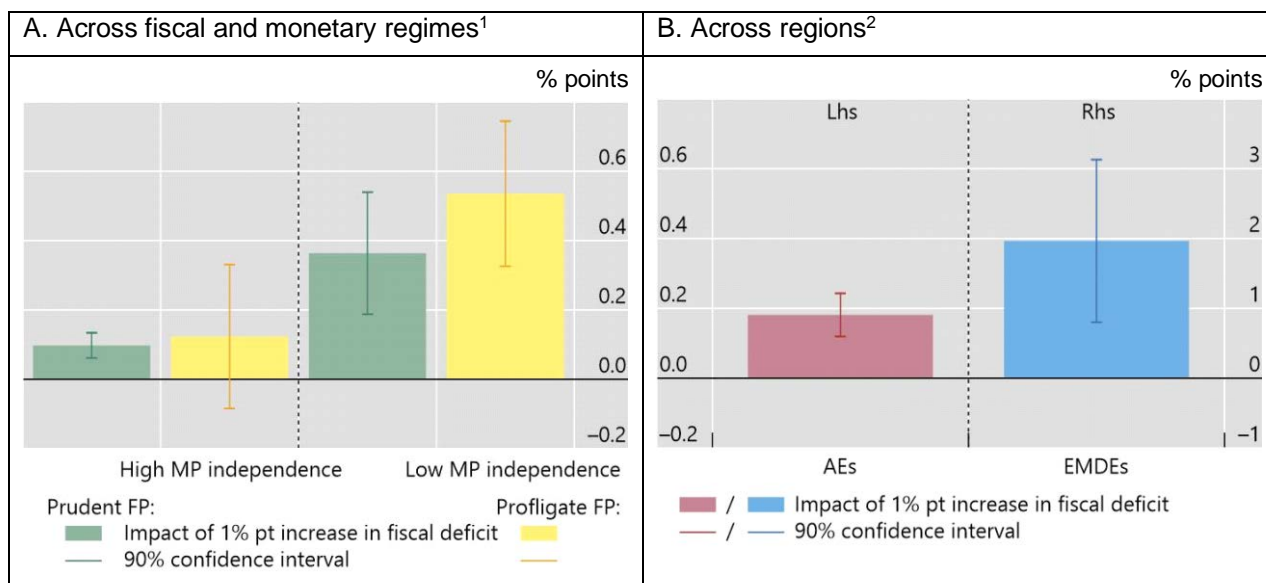 A. Across fiscal and monetary regimes¹
% points
0.6
0.4
0.2
0.0
–0.2
High MP independence Low MP independence
Prudent FP: Profligate FP:
Impact of 1% pt increase in fiscal deficit
90% confidence interval
B. Across regions²
% points
Lhs Rhs
0.6 3
0.4 2
0.2 1
0.0 0
–0.2 –1
AEs EMDEs
/ Impact of 1% pt increase in fiscal deficit
/ 90% confidence interval